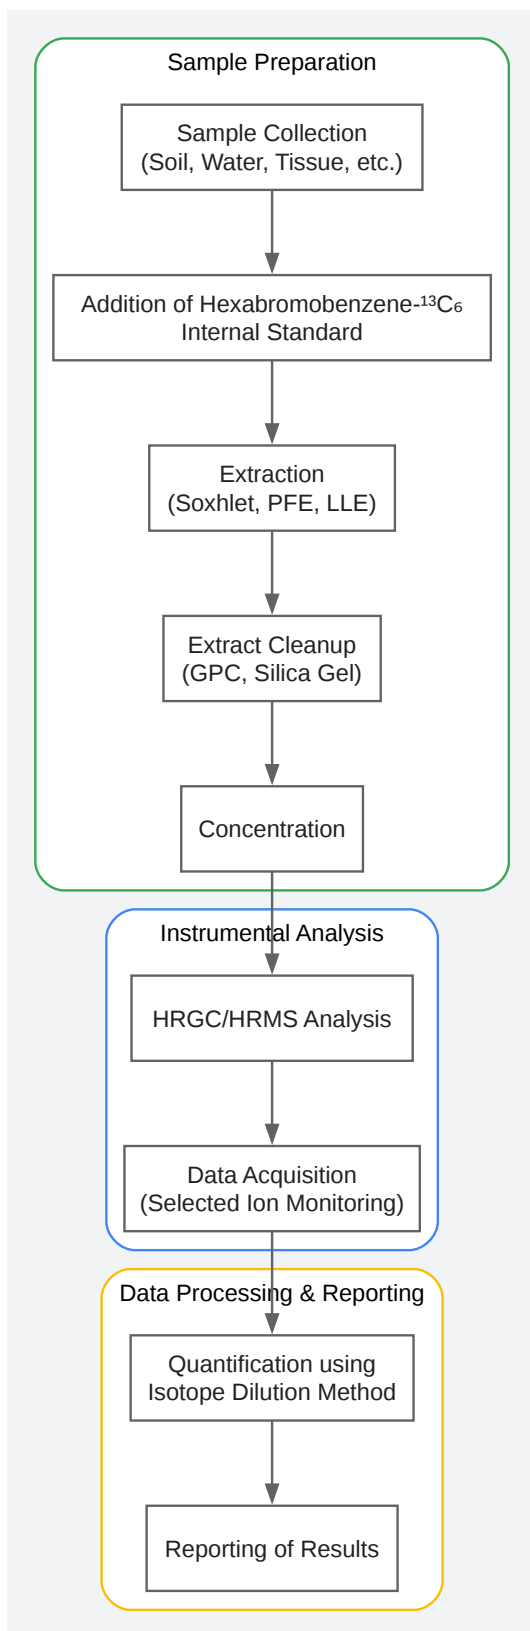 Sample Preparation
Sample Collection
(Soil, Water, Tissue, etc.)
Addition of Hexabromobenzene-¹³C₆
Internal Standard
Extraction
(Soxhlet, PFE, LLE)
Extract Cleanup
(GPC, Silica Gel)
Concentration
Instrumental Analysis
HRGC/HRMS Analysis
Data Acquisition
(Selected Ion Monitoring)
Data Processing & Reporting
Quantification using
Isotope Dilution Method
Reporting of Results